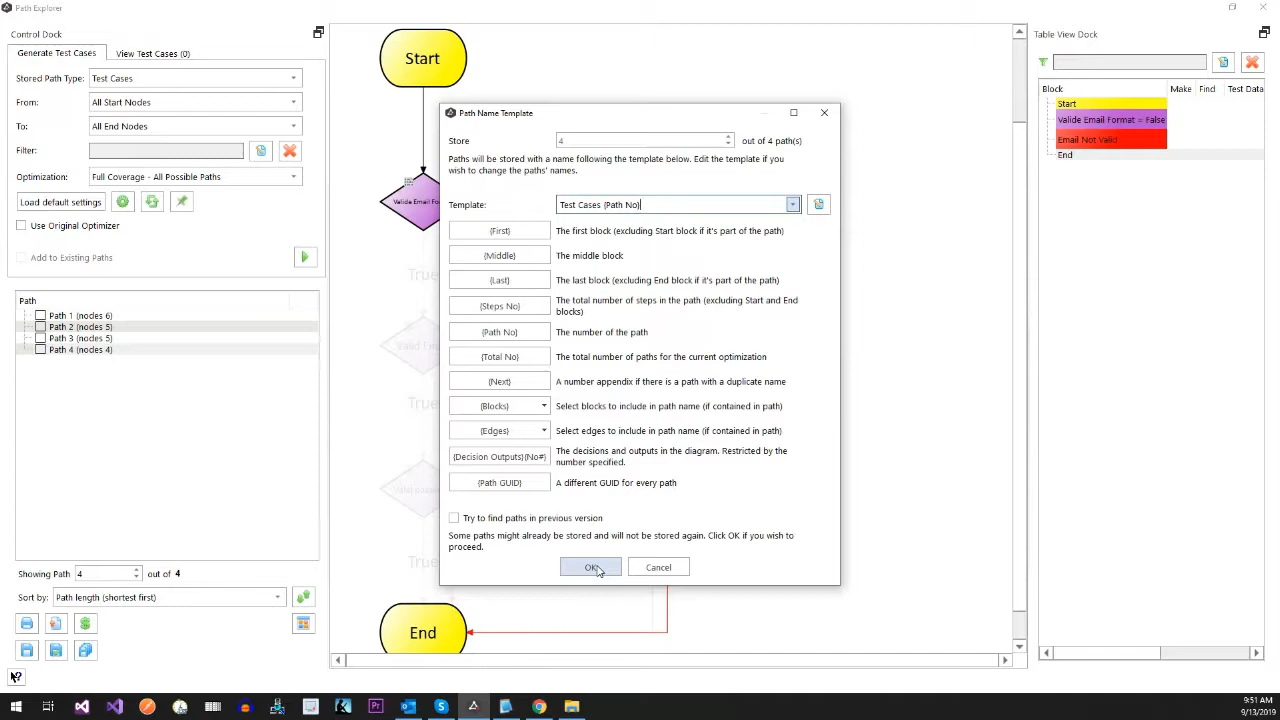 Path Explorer
Control Dock
Generate Test Cases
View Test Cases (0)
Stored Path Type:
Test Cases
From:
All Start Nodes
To:
All End Nodes
Filter:
Optimization:
Full Coverage - All Possible Paths
Load default settings
Use Original Optimizer
Add to Existing Paths
Path
Path 1 (nodes 6)
Path 2 (nodes 5)
Path 3 (nodes 5)
Path 4 (nodes 4)
Showing Path
4
out of 4
Sort by:
Path length (shortest first)
Start
Valide Email Fo
True
Valid Em
True
True
End
Path Name Template
Store
4
out of 4 path(s)
Paths will be stored with a name following the template below. Edit the template if you
wish to change the paths' names.
Template:
Test Cases {Path No}
{First}
The first block (excluding Start block if it's part of the path)
{Middle}
The middle block
{Last}
The last block (excluding End block if it's part of the path)
{Steps No}
The total number of steps in the path (excluding Start and End
blocks)
{Path No}
The number of the path
{Total No}
The total number of paths for the current optimization
{Next}
A number appendix if there is a path with a duplicate name
{Blocks}
Select blocks to include in path name (if contained in path)
{Edges}
Select edges to include in path name (if contained in path)
{Decision Outputs}{No#}
The decisions and outputs in the diagram. Restricted by the
number specified.
{Path GUID}
A different GUID for every path
Try to find paths in previous version
Some paths might already be stored and will not be stored again. Click OK if you wish to
proceed.
OK
Cancel
Table View Dock
Block
Make
Find
Test Data
Start
Valide Email Format = False
Email Not Valid
End
9:51 AM
9/13/2019